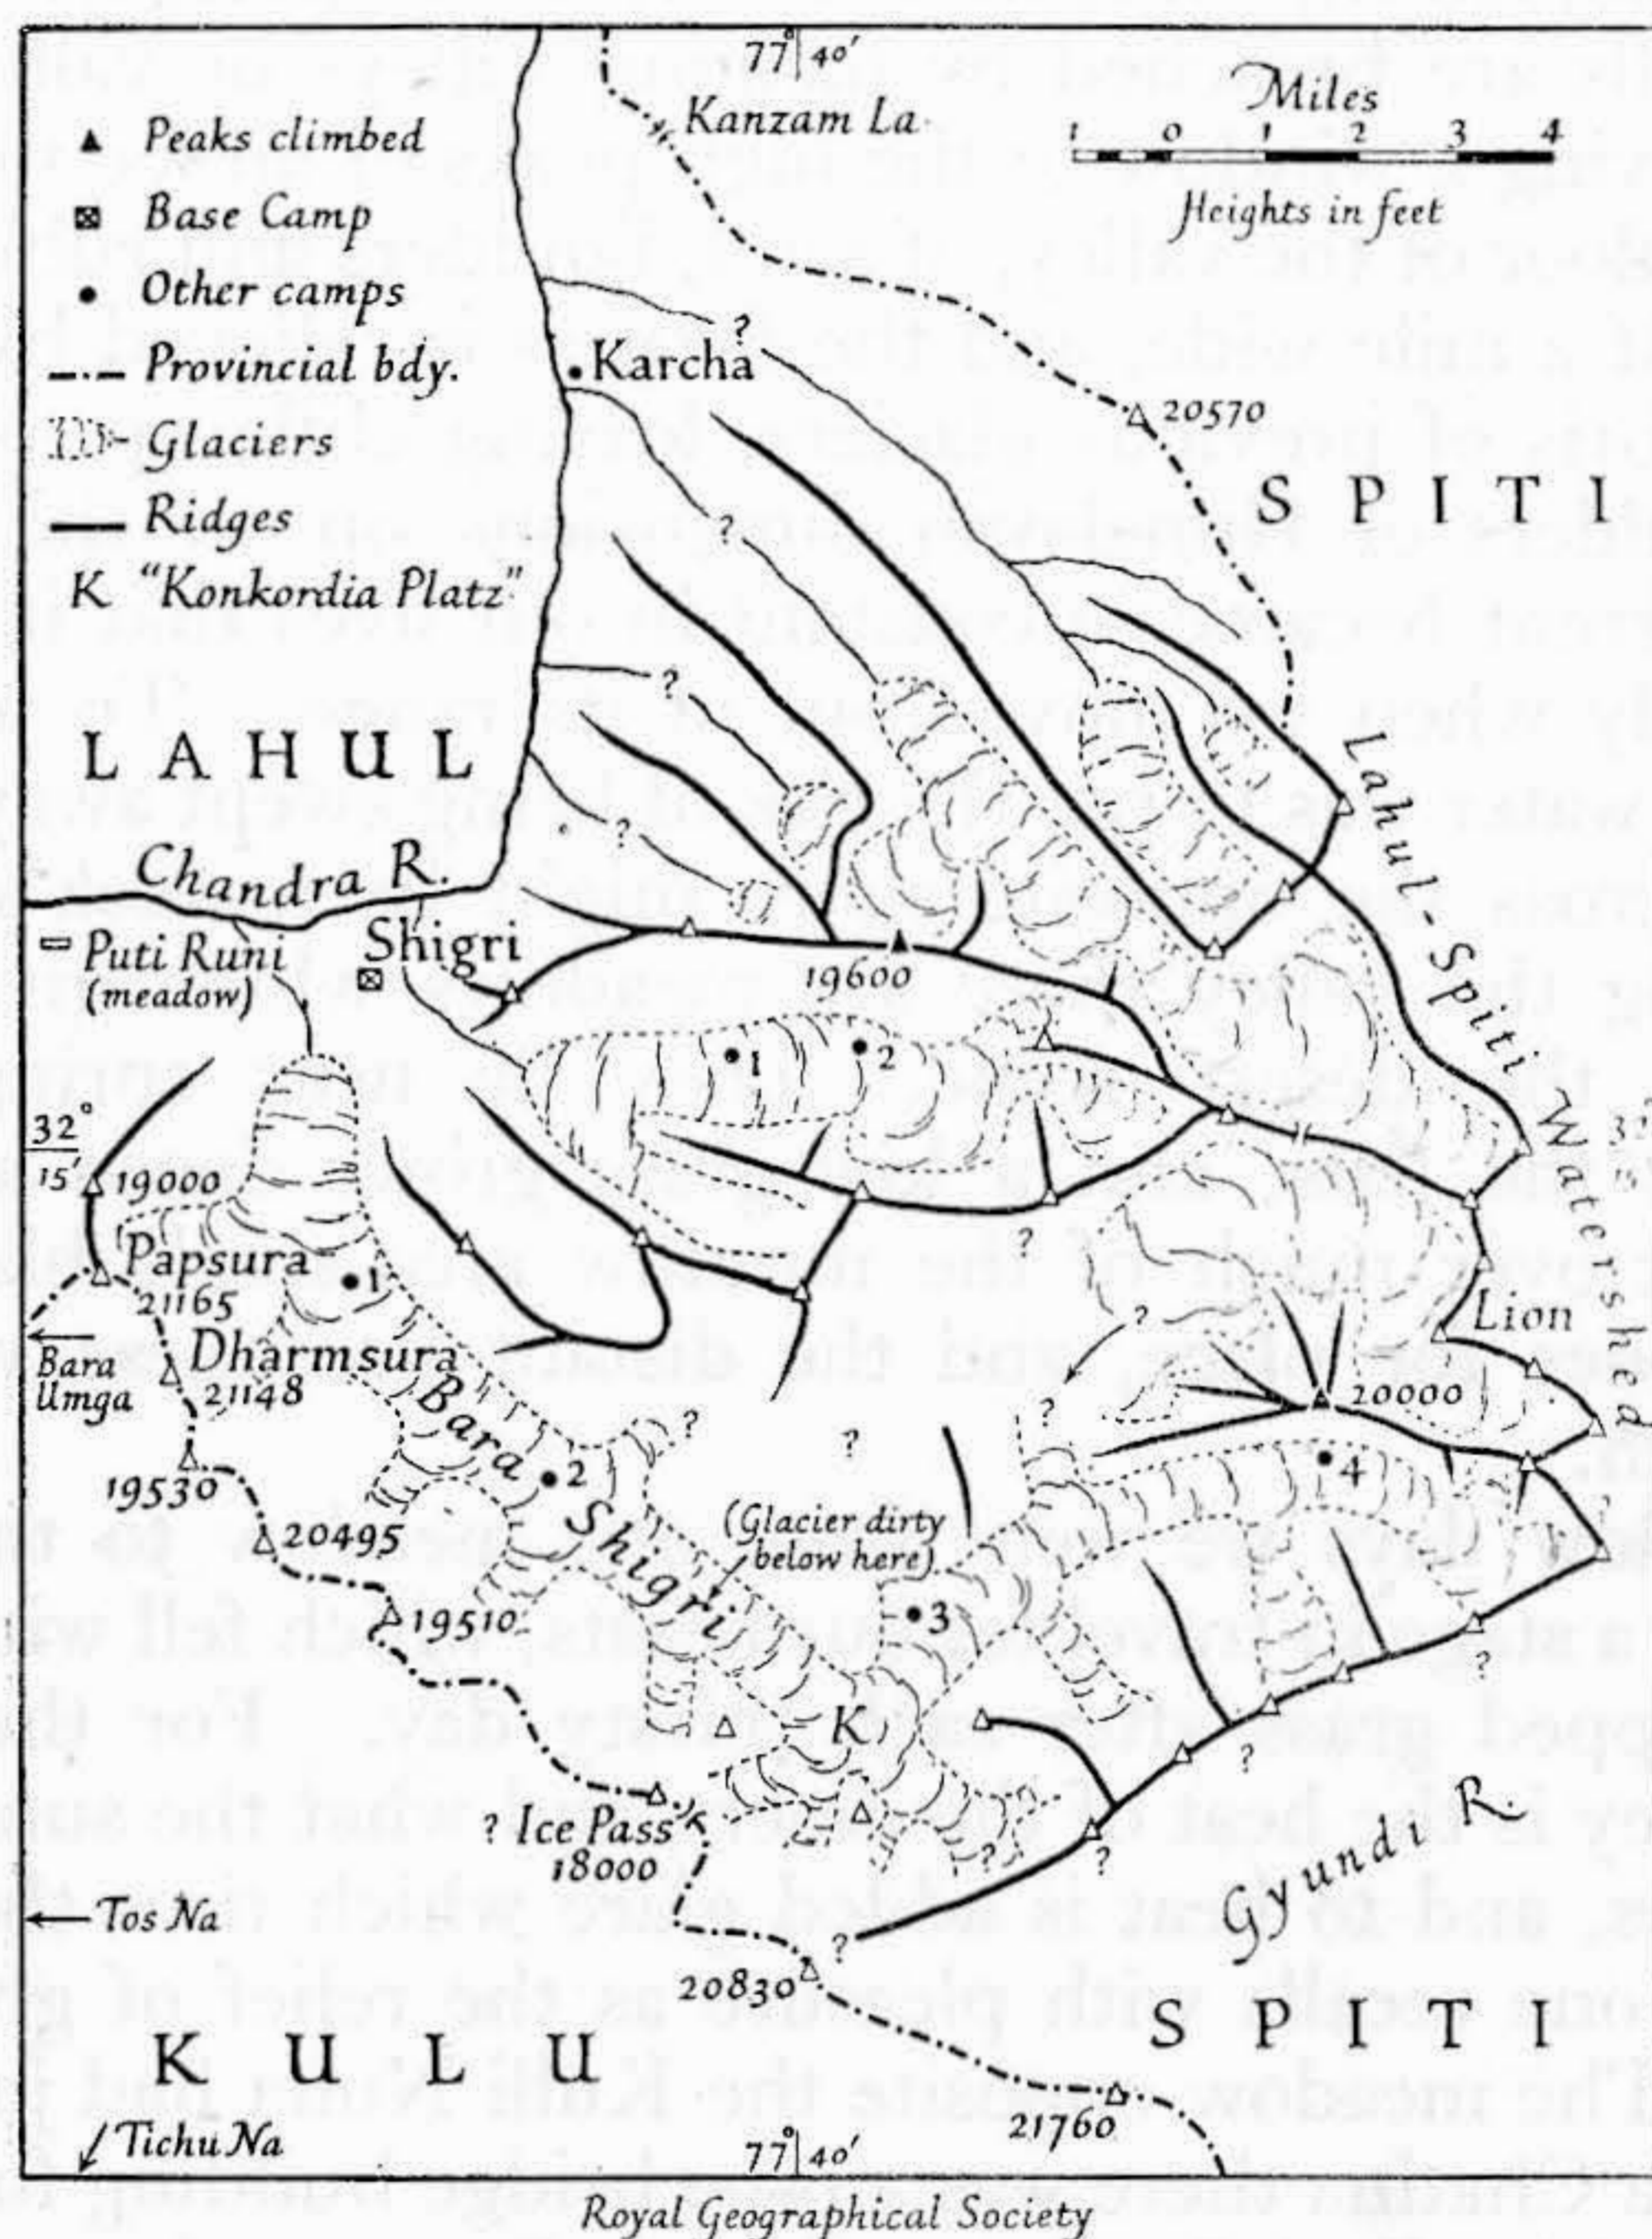 77° 40'
Kanzam La
Miles
1 0 1 2 3 4
Heights in feet
Peaks climbed
Base Camp
Other camps
Provincial bdy.
Glaciers
Ridges
K "Konkordia Platz"
?
Karcha
20570
SPITI
?
?
LAHUL
?
Chandra R.
Lahul-Spiti Watershed
Puti Runi
(meadow)
Shigri
19600
1
2
32°
15'
19000
Papsura
21165
1
?
Bara
Umga
Dharmsura
21148
Lion
?
20000
Bara Shigri
?
?
?
19530
2
4
20495
(Glacier dirty
below here)
19510
3
?
K
?
? Ice Pass
18000
?
?
Gyundi R.
Tos Na
?
20830
KULU
SPITI
21760
Tichu Na
77° 40'
Royal Geographical Society